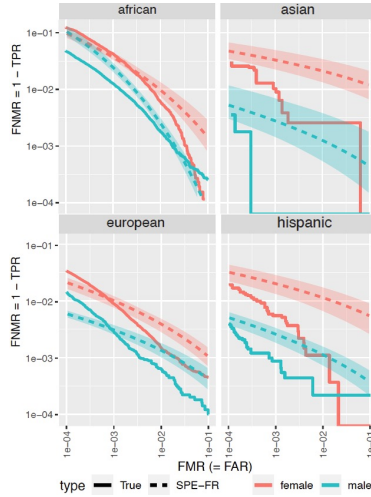 african
asian
FNMR = 1 − TPR
1e−01
1e−02
1e−03
1e−04
european
hispanic
FNMR = 1 − TPR
1e−01
1e−02
1e−03
1e−04
1e−04
1e−03
1e−02
1e−01
1e−04
1e−03
1e−02
1e−01
FMR (= FAR)
type True SPE−FR female male